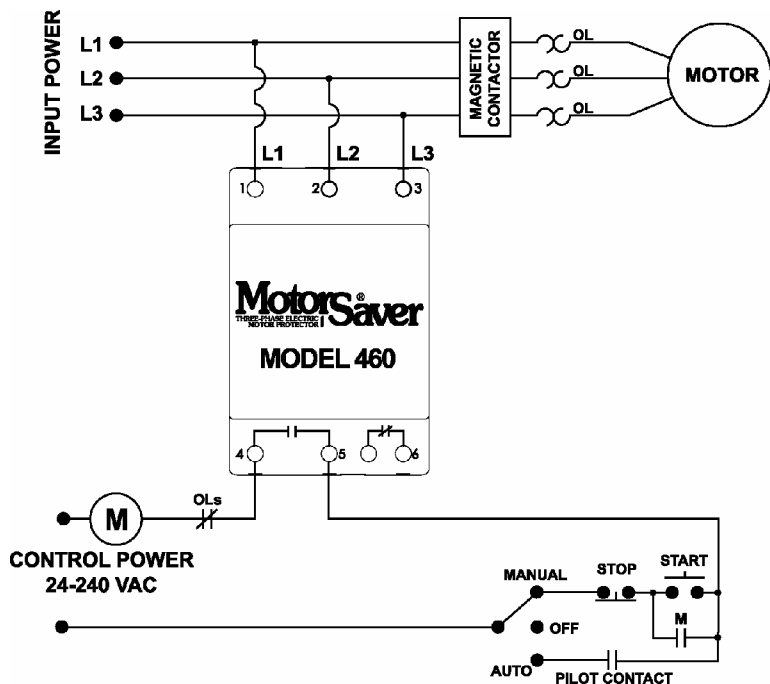 INPUT POWER
L1
L2
L3
MAGNETIC
CONTACTOR
OL
OL
OL
MOTOR
L1
L2
L3
1
2
3
MotorSaver®
THREE-PHASE ELECTRIC
MOTOR PROTECTOR
MODEL 460
4
5
6
M
OLs
CONTROL POWER
24-240 VAC
MANUAL
STOP
START
M
OFF
AUTO
PILOT CONTACT